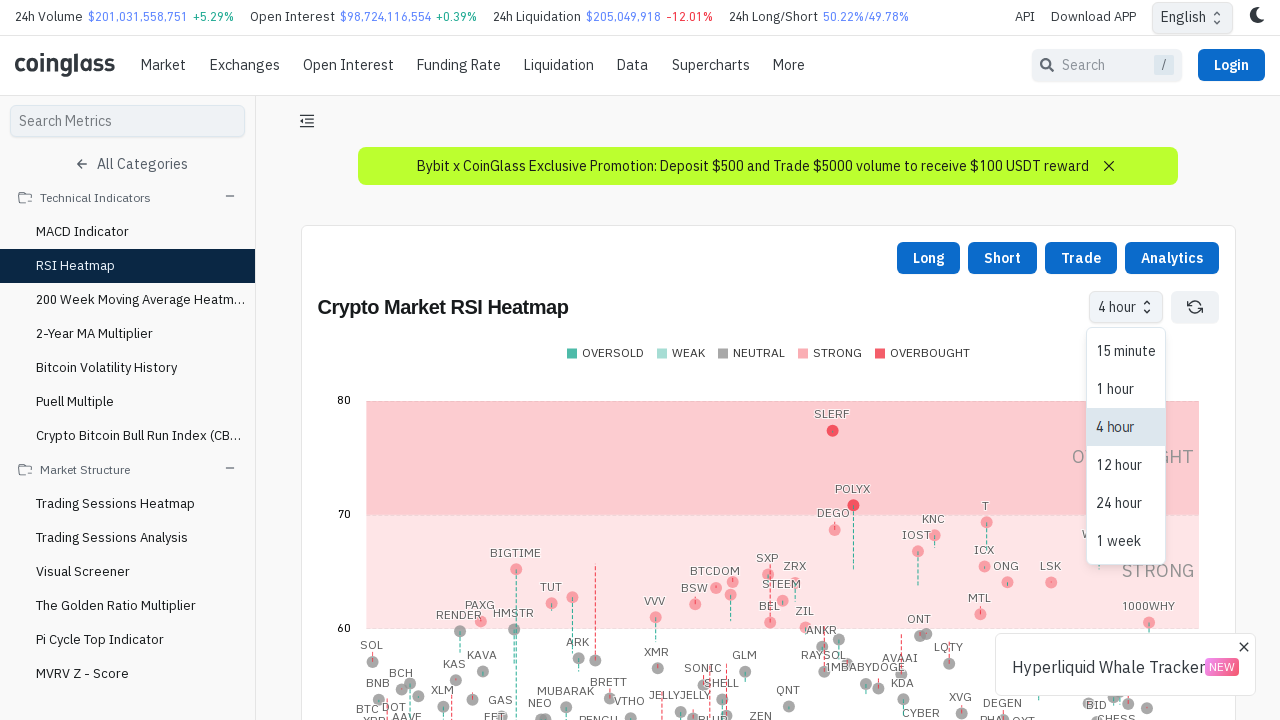 24h Volume $201,031,558,751 +5.29% Open Interest $98,724,116,554 +0.39% 24h Liquidation $205,049,918 -12.01% 24h Long/Short 50.22%/49.78% API Download APP English
coinglass Market Exchanges Open Interest Funding Rate Liquidation Data Supercharts More Search / Login
Search Metrics
All Categories
Technical Indicators
MACD Indicator
RSI Heatmap
200 Week Moving Average Heatm...
2-Year MA Multiplier
Bitcoin Volatility History
Puell Multiple
Crypto Bitcoin Bull Run Index (CB...
Market Structure
Trading Sessions Heatmap
Trading Sessions Analysis
Visual Screener
The Golden Ratio Multiplier
Pi Cycle Top Indicator
MVRV Z - Score
Bybit x CoinGlass Exclusive Promotion: Deposit $500 and Trade $5000 volume to receive $100 USDT reward
Long Short Trade Analytics
Crypto Market RSI Heatmap 4 hour
15 minute
1 hour
4 hour
12 hour
24 hour
1 week
OVERSOLD WEAK NEUTRAL STRONG OVERBOUGHT
80
SLERF
POLYX
70
DEGO
KNC
T
IOST
BIGTIME
SXP
ICX
BTCDOM
ZRX
ONG
LSK
STRONG
TUT
BSW
STEEM
VVV
MTL
PAXG
BEL
1000WHY
RENDER
HMSTR
ZIL
60
ONT
ANKR
SOL
ARK
LQTY
KAVA
XMR
GLM
RAYSOL
AVAAI
KAS
SONIC
1MBABYDOGE
BCH
BNB
BRETT
SHELL
KDA
XLM
MUBARAK
QNT
GAS
VTHO
JELLYJELLY
XVG
NEO
DEGEN
BTC
DOT
CYBER
BID
AAVE
ZEN
CHESS
Hyperliquid Whale Tracker NEW